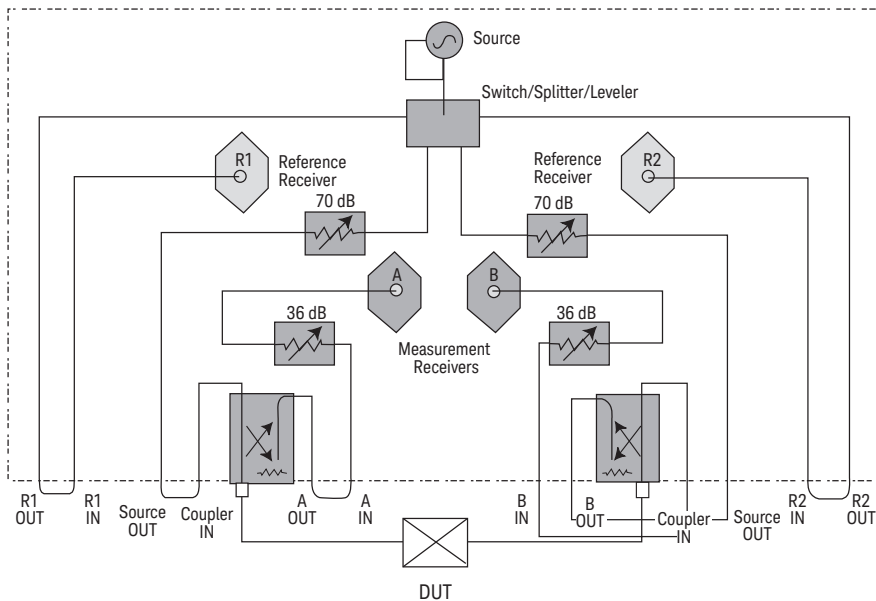 Source
Switch/Splitter/Leveler
R1
Reference
Receiver
Reference
Receiver
R2
70 dB
70 dB
A
B
36 dB
36 dB
Measurement
Receivers
R1
OUT
R1
IN
Source
OUT
Coupler
IN
A
OUT
A
IN
B
IN
B
OUT
Coupler
IN
Source
OUT
R2
IN
R2
OUT
DUT